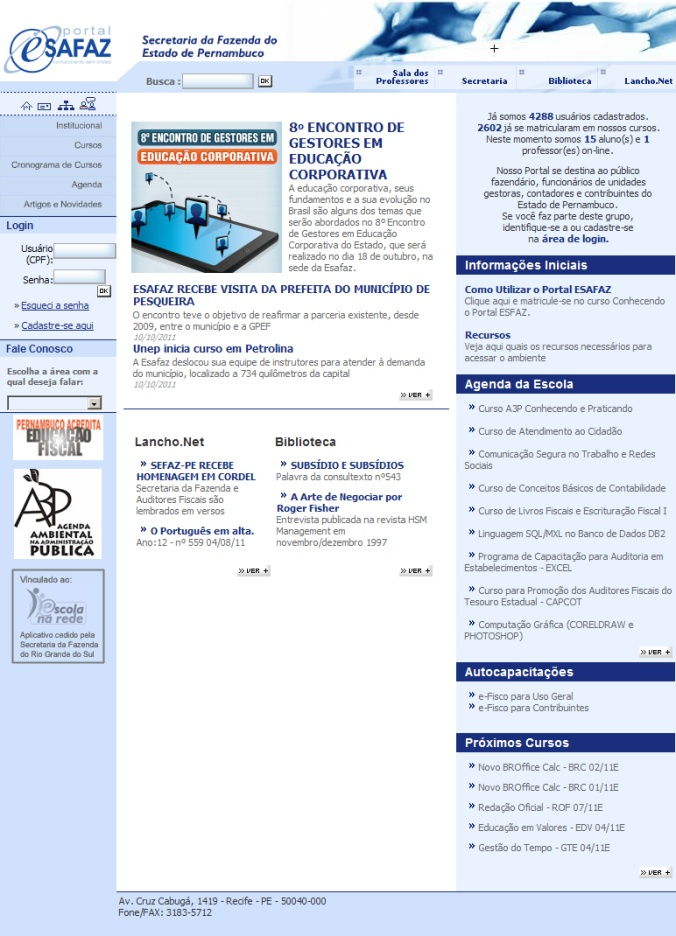 portal
eSAFAZ
conhecimento sem limites
Secretaria da Fazenda do
Estado de Pernambuco
Busca :
OK
Sala dos
Professores
Secretaria
Biblioteca
Lancho.Net
Institucional
Cursos
Cronograma de Cursos
Agenda
Artigos e Novidades
Login
Usuário
(CPF):
Senha:
OK
» Esqueci a senha
» Cadastre-se aqui
Fale Conosco
Escolha a área com a
qual deseja falar:
PERNAMBUCO ACREDITA
EDUCAÇÃO
FISCAL
A3P
AGENDA
AMBIENTAL
NA ADMINISTRAÇÃO
PÚBLICA
Vinculado ao:
escola
na rede
Aplicativo cedido pela
Secretaria da Fazenda
do Rio Grande do Sul
8º ENCONTRO DE GESTORES EM
EDUCAÇÃO CORPORATIVA
8º ENCONTRO DE
GESTORES EM
EDUCAÇÃO
CORPORATIVA
A educação corporativa, seus
fundamentos e a sua evolução no
Brasil são alguns dos temas que
serão abordados no 8º Encontro
de Gestores em Educação
Corporativa do Estado, que será
realizado no dia 18 de outubro, na
sede da Esafaz.
ESAFAZ RECEBE VISITA DA PREFEITA DO MUNICÍPIO DE
PESQUEIRA
O encontro teve o objetivo de reafirmar a parceria existente, desde
2009, entre o município e a GPEF
10/10/2011
Unep inicia curso em Petrolina
A Esafaz deslocou sua equipe de instrutores para atender à demanda
do município, localizado a 734 quilômetros da capital
10/10/2011
» VER +
Lancho.Net
» SEFAZ-PE RECEBE
HOMENAGEM EM CORDEL
Secretaria da Fazenda e
Auditores Fiscais são
lembrados em versos
» O Português em alta.
Ano:12 - nº 559 04/08/11
» VER +
Biblioteca
» SUBSÍDIO E SUBSÍDIOS
Palavra da consultexto nº543
» A Arte de Negociar por
Roger Fisher
Entrevista publicada na revista HSM
Management em
novembro/dezembro 1997
» VER +
Já somos 4288 usuários cadastrados.
2602 já se matricularam em nossos cursos.
Neste momento somos 15 aluno(s) e 1
professor(es) on-line.
Nosso Portal se destina ao público
fazendário, funcionários de unidades
gestoras, contadores e contribuintes do
Estado de Pernambuco.
Se você faz parte deste grupo,
identifique-se a ou cadastre-se
na área de login.
Informações Iniciais
Como Utilizar o Portal ESAFAZ
Clique aqui e matricule-se no curso Conhecendo
o Portal ESFAZ.
Recursos
Veja aqui quais os recursos necessários para
acessar o ambiente
Agenda da Escola
» Curso A3P Conhecendo e Praticando
» Curso de Atendimento ao Cidadão
» Comunicação Segura no Trabalho e Redes
Sociais
» Curso de Conceitos Básicos de Contabilidade
» Curso de Livros Fiscais e Escrituração Fiscal I
» Linguagem SQL/MXL no Banco de Dados DB2
» Programa de Capacitação para Auditoria em
Estabelecimentos - EXCEL
» Curso para Promoção dos Auditores Fiscais do
Tesouro Estadual - CAPCOT
» Computação Gráfica (CORELDRAW e
PHOTOSHOP)
» VER +
Autocapacitações
» e-Fisco para Uso Geral
» e-Fisco para Contribuintes
Próximos Cursos
» Novo BROffice Calc - BRC 02/11E
» Novo BROffice Calc - BRC 01/11E
» Redação Oficial - ROF 07/11E
» Educação em Valores - EDV 04/11E
» Gestão do Tempo - GTE 04/11E
» VER +
Av. Cruz Cabugá, 1419 - Recife - PE - 50040-000
Fone/FAX: 3183-5712